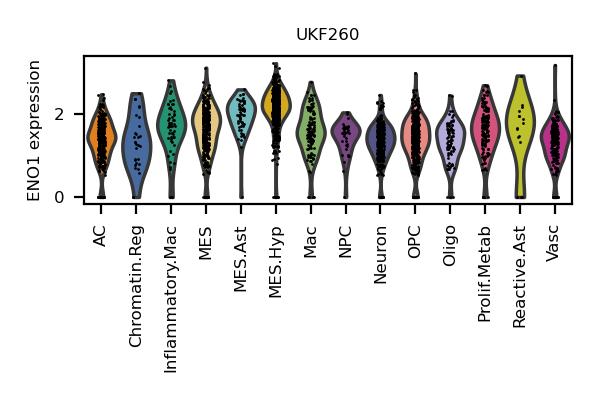 UKF260
ENO1 expression
2
0
AC
Chromatin.Reg
Inflammatory.Mac
MES
MES.Ast
MES.Hyp
Mac
NPC
Neuron
OPC
Oligo
Prolif.Metab
Reactive.Ast
Vasc